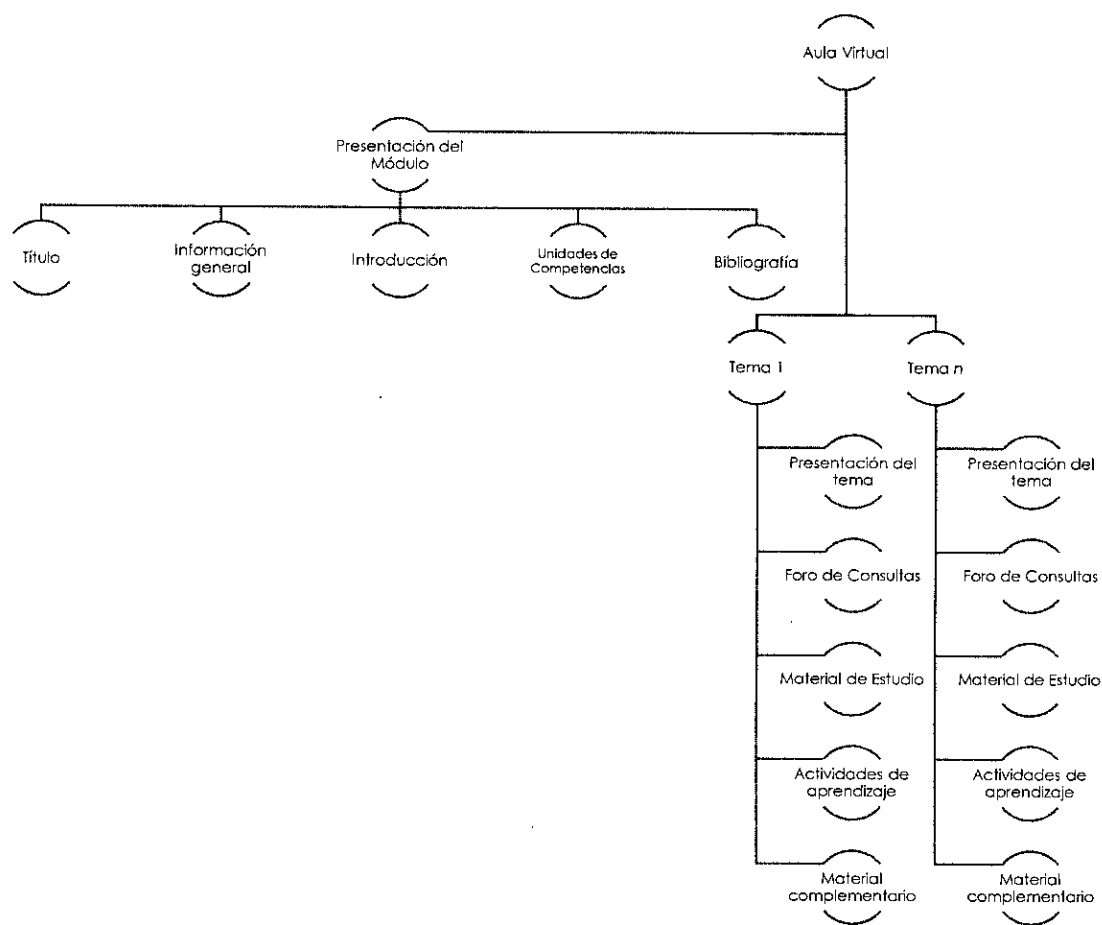 Aula Virtual
Presentación del
Módulo
Título
Información
general
Introducción
Unidades de
Competencias
Bibliografía
Tema 1
Tema n
Presentación del
tema
Presentación del
tema
Foro de Consultas
Foro de Consultas
Material de Estudio
Material de Estudio
Actividades de
aprendizaje
Actividades de
aprendizaje
Material
complementario
Material
complementario